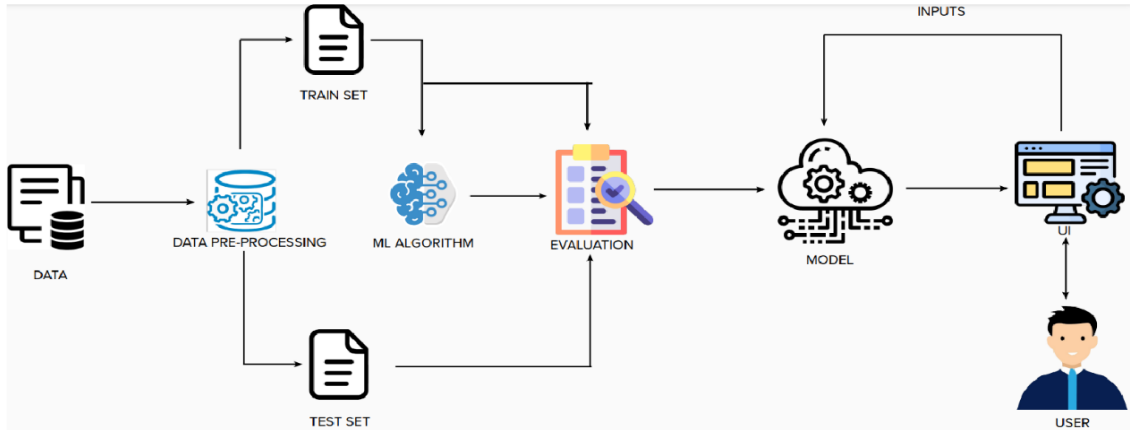 INPUTS
TRAIN SET
DATA PRE-PROCESSING
ML ALGORITHM
EVALUATION
UI
MODEL
DATA
TEST SET
USER